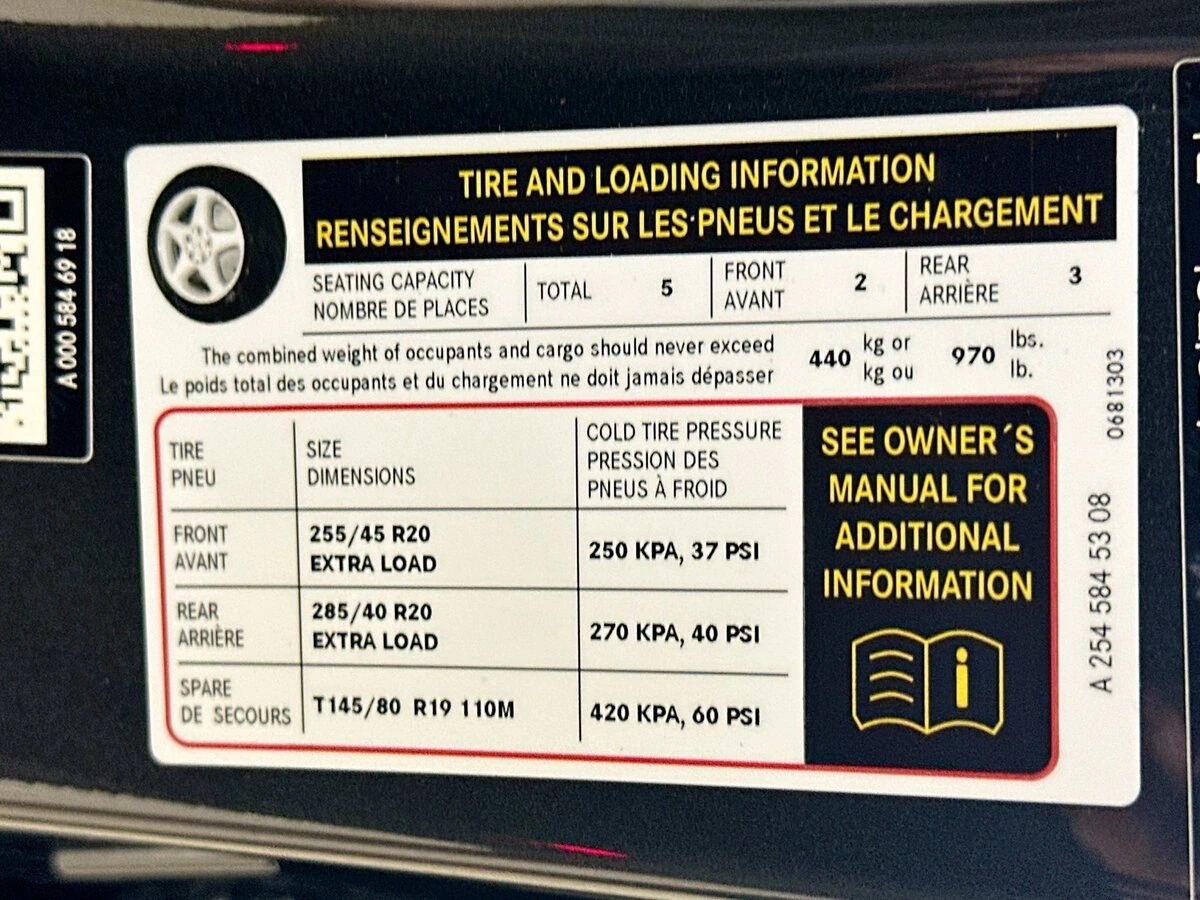 TIRE AND LOADING INFORMATION
RENSEIGNEMENTS SUR LES PNEUS ET LE CHARGEMENT
SEATING CAPACITY
NOMBRE DE PLACES
TOTAL 5
FRONT
AVANT
2
REAR
ARRIÈRE
3
The combined weight of occupants and cargo should never exceed
Le poids total des occupants et du chargement ne doit jamais dépasser
440
kg or
kg ou
970
lbs.
lb.
TIRE
PNEU
SIZE
DIMENSIONS
COLD TIRE PRESSURE
PRESSION DES
PNEUS À FROID
FRONT
AVANT
255/45 R20
EXTRA LOAD
250 KPA, 37 PSI
REAR
ARRIÈRE
285/40 R20
EXTRA LOAD
270 KPA, 40 PSI
SPARE
DE SECOURS
T145/80 R19 110M
420 KPA, 60 PSI
SEE OWNER´S
MANUAL FOR
ADDITIONAL
INFORMATION
0681303
A 254 584 53 08
A 000 584 69 18